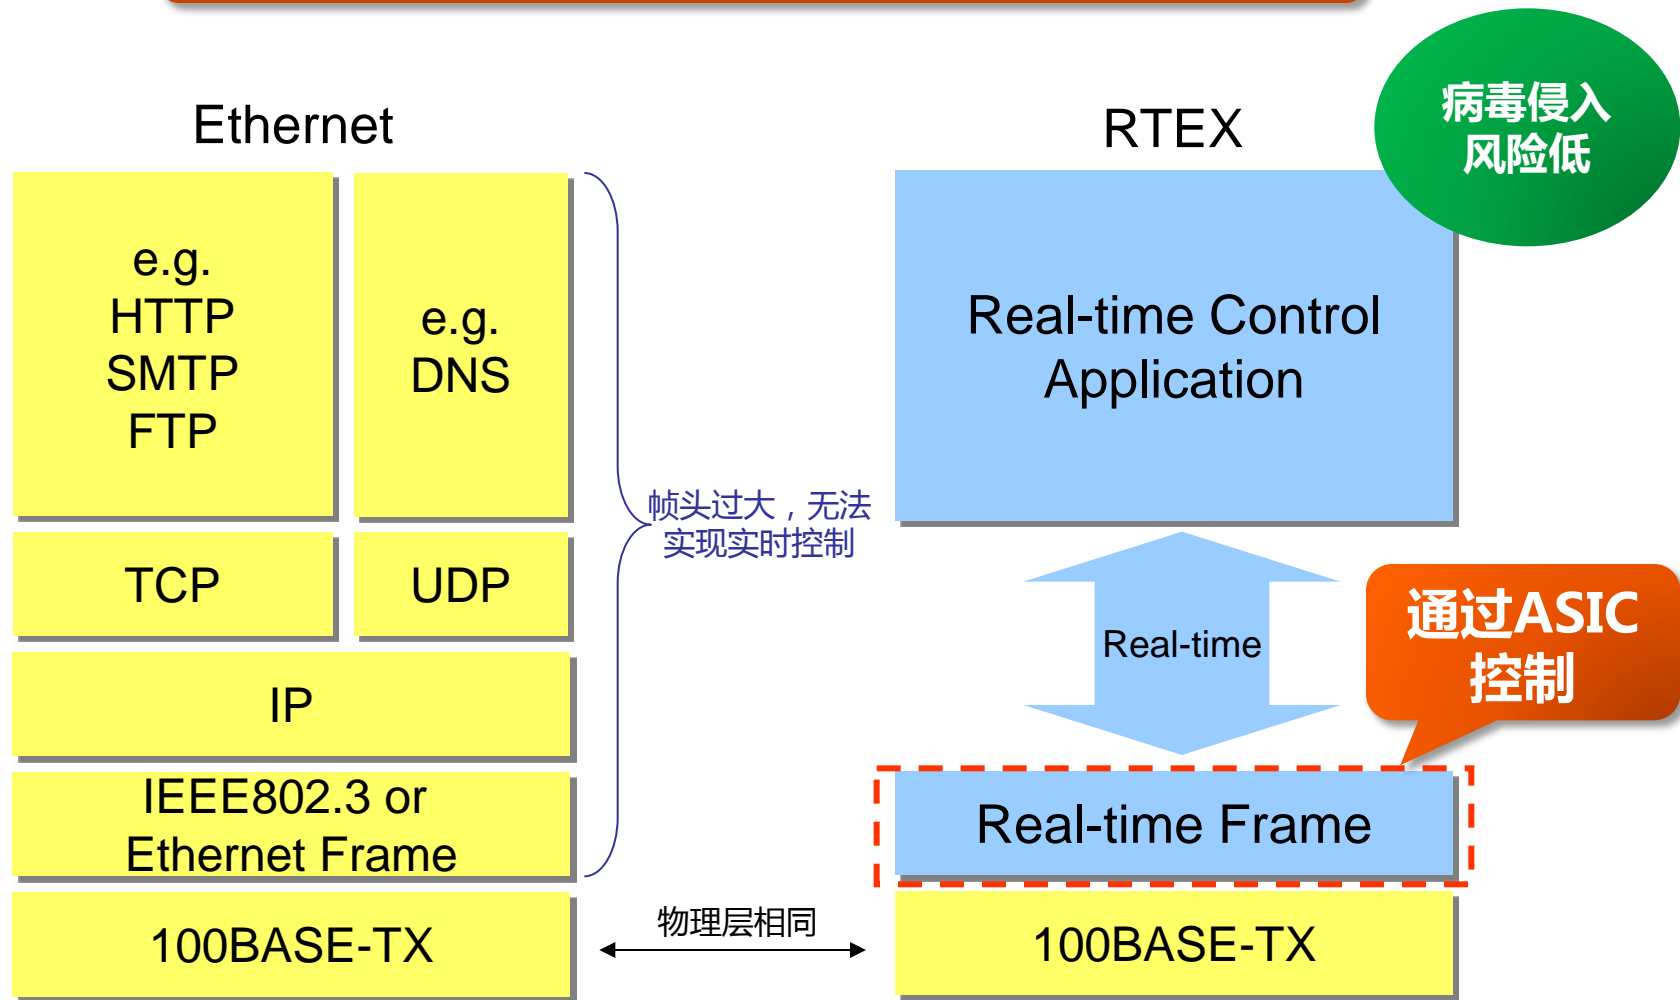 Ethernet
e.g.
HTTP
SMTP
FTP
e.g.
DNS
TCP
UDP
IP
IEEE802.3 or
Ethernet Frame
100BASE-TX
帧头过大，无法
实现实时控制
物理层相同
RTEX
病毒侵入
风险低
Real-time Control
Application
Real-time
通过ASIC
控制
Real-time Frame
100BASE-TX